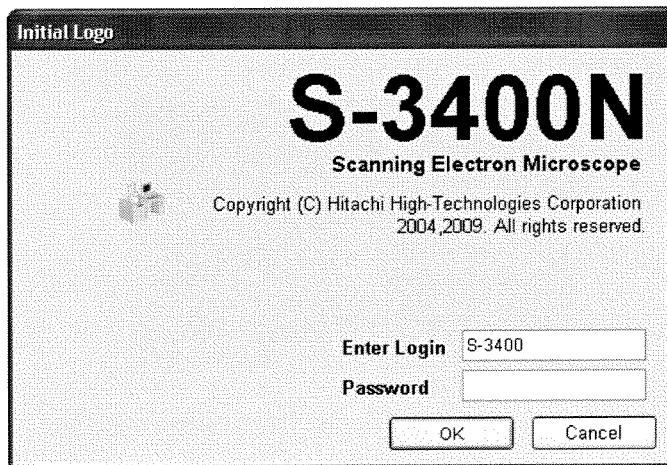 Initial Logo
S-3400N
Scanning Electron Microscope
Copyright (C) Hitachi High-Technologies Corporation
2004,2009. All rights reserved.
Enter Login S-3400
Password
OK Cancel